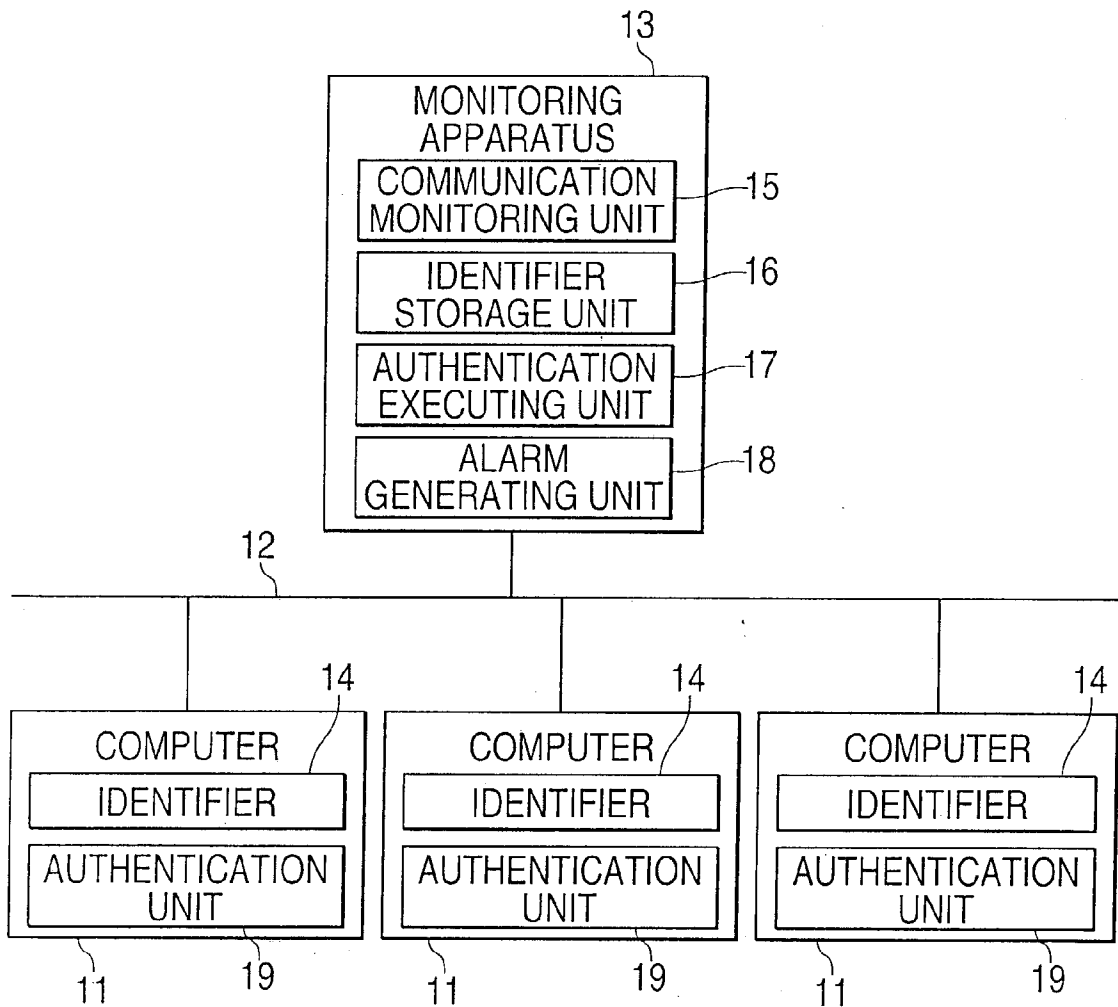 13
MONITORING
APPARATUS
COMMUNICATION
MONITORING UNIT
15
IDENTIFIER
STORAGE UNIT
16
AUTHENTICATION
EXECUTING UNIT
17
ALARM
GENERATING UNIT
18
12
14
14
14
COMPUTER
COMPUTER
COMPUTER
IDENTIFIER
IDENTIFIER
IDENTIFIER
AUTHENTICATION
UNIT
AUTHENTICATION
UNIT
AUTHENTICATION
UNIT
11
19
11
19
11
19